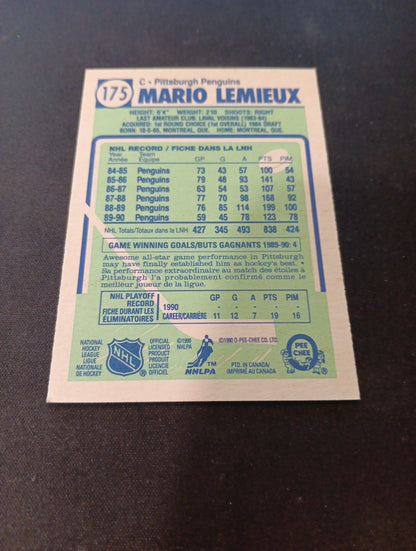 175
C • Pittsburgh Penguins
MARIO LEMIEUX
HEIGHT: 6'4" WEIGHT: 210 SHOOTS: RIGHT
LAST AMATEUR CLUB: LAVAL VOISINS (1983-84)
ACQUIRED: 1st ROUND CHOICE (1st OVERALL) 1984 DRAFT
BORN: 10-5-65, MONTREAL, QUE. HOME: MONTREAL, QUE.
NHL RECORD / FICHE DANS LA LNH
Year Team
Année Équipe GP G A PTS PIM
84-85 Penguins 73 43 57 100 54
85-86 Penguins 79 48 93 141 43
86-87 Penguins 63 54 53 107 57
87-88 Penguins 77 70 98 168 92
88-89 Penguins 76 85 114 199 100
89-90 Penguins 59 45 78 123 78
NHL Totals/Totaux dans la LNH 427 345 493 838 424
GAME WINNING GOALS/BUTS GAGNANTS 1989-90: 4
Awesome all-star game performance in Pittsburgh
may have finally established him as hockey's best. •
Sa performance extraordinaire au match des étoiles à
Pittsburgh l'a probablement confirmé comme le
meilleur joueur de la ligue.
NHL PLAYOFF
RECORD
FICHE DURANT LES
ÉLIMINATOIRES
GP G A PTS PIM
1990
CAREER/CARRIÈRE 11 12 7 19 16
NATIONAL
HOCKEY
LEAGUE
LIGUE
NATIONALE
DE HOCKEY
NHL
®
OFFICIAL
LICENSED
PRODUCT
PRODUIT
OFFICIEL
©1990
NHLPA
TM
NHLPA
©1990 O-PEE-CHEE CO. LTD.
PTD. IN CANADA
IMPRIMÉ AU CANADA
O PEE CHEE
®